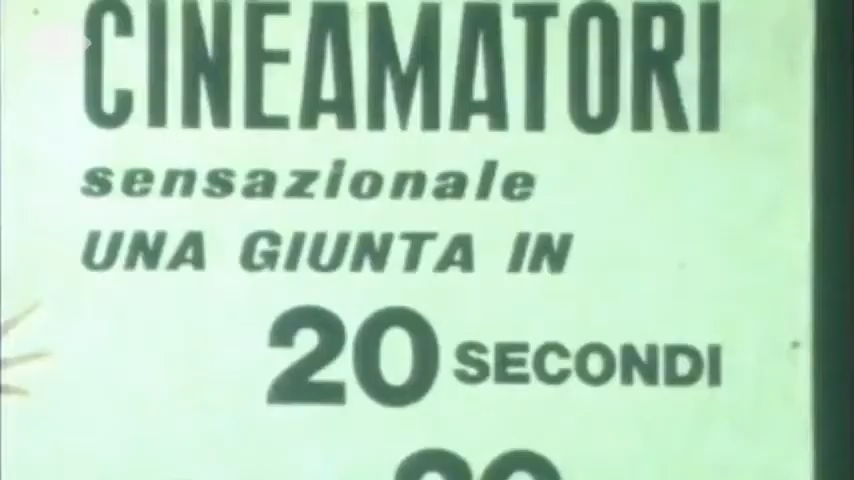 CINEAMATORI
sensazionale
UNA GIUNTA IN
20 SECONDI